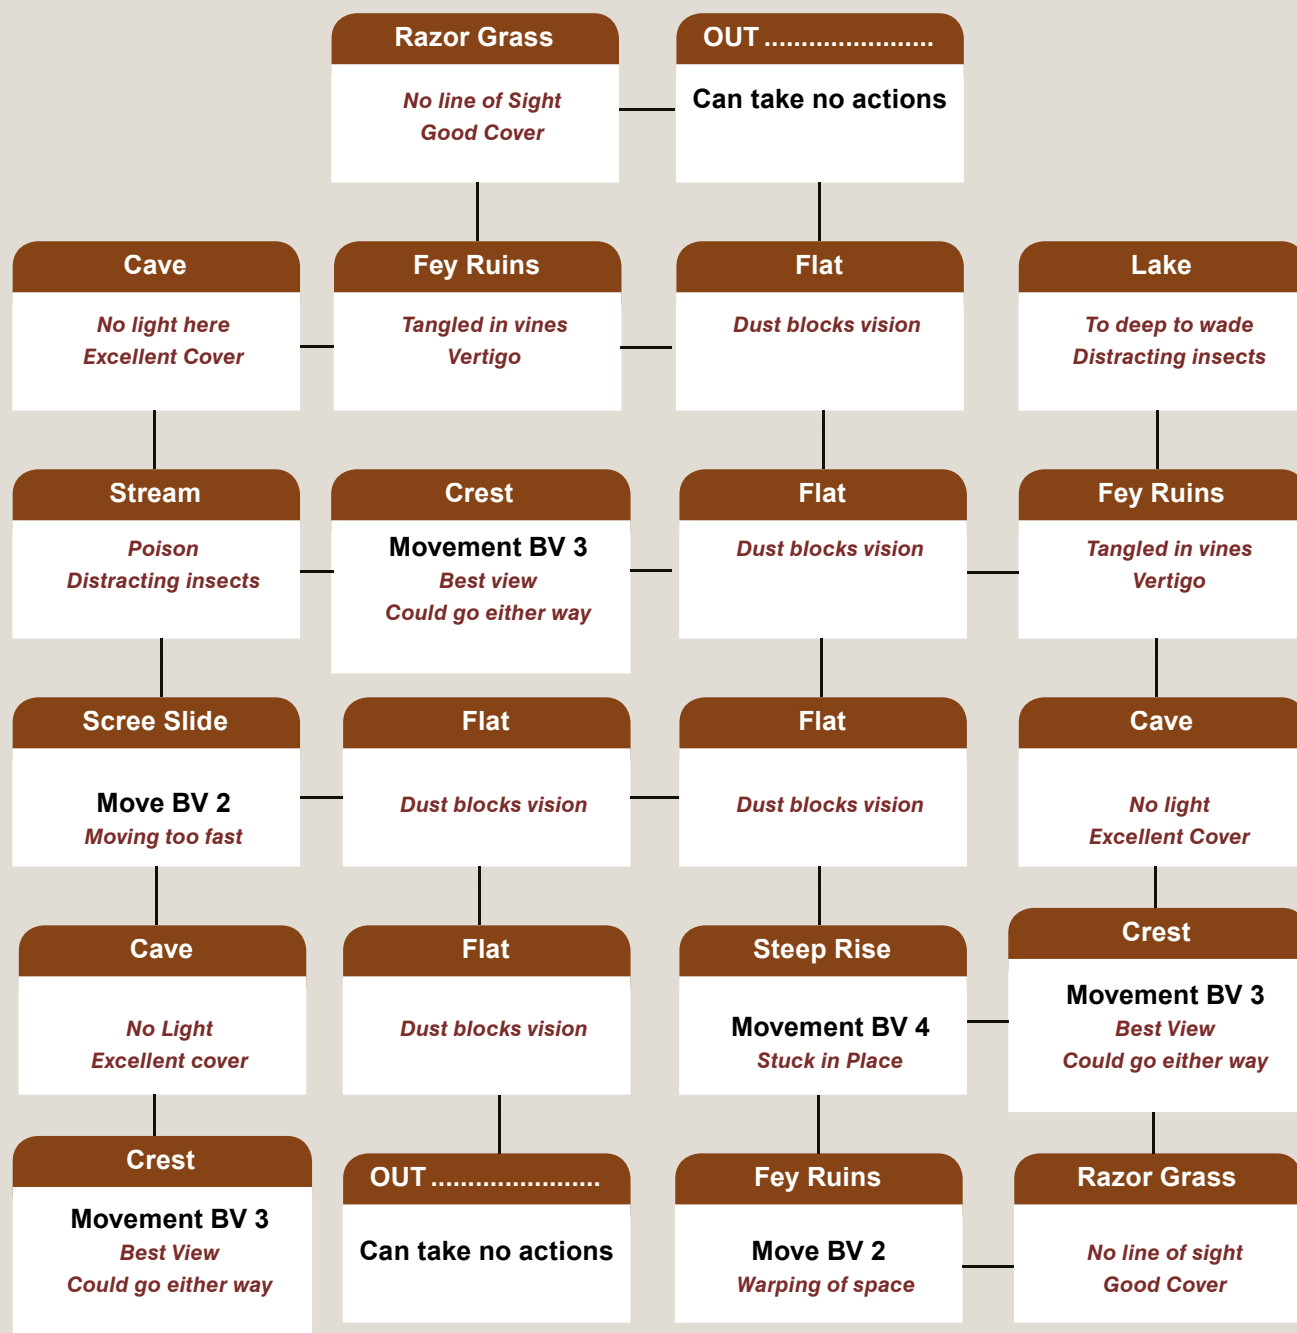 Razor Grass
No line of Sight
Good Cover
OUT .......................
Can take no actions
Cave
No light here
Excellent Cover
Fey Ruins
Tangled in vines
Vertigo
Flat
Dust blocks vision
Lake
To deep to wade
Distracting insects
Stream
Poison
Distracting insects
Crest
Movement BV 3
Best view
Could go either way
Flat
Dust blocks vision
Fey Ruins
Tangled in vines
Vertigo
Scree Slide
Move BV 2
Moving too fast
Flat
Dust blocks vision
Flat
Dust blocks vision
Cave
No light
Excellent Cover
Cave
No Light
Excellent cover
Flat
Dust blocks vision
Steep Rise
Movement BV 4
Stuck in Place
Crest
Movement BV 3
Best View
Could go either way
Crest
Movement BV 3
Best View
Could go either way
OUT .......................
Can take no actions
Fey Ruins
Move BV 2
Warping of space
Razor Grass
No line of sight
Good Cover